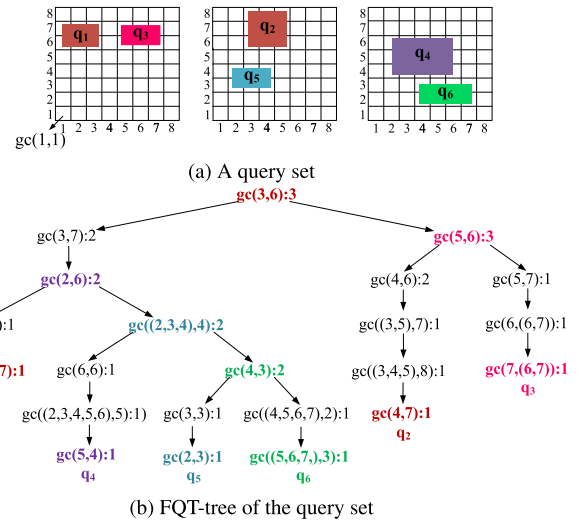 8 7 6 5 4 3 2 1
q1
q3
1 2 3 4 5 6 7 8
gc(1,1)
8 7 6 5 4 3 2 1
q2
q5
1 2 3 4 5 6 7 8
8 7 6 5 4 3 2 1
q4
q6
1 2 3 4 5 6 7 8
(a) A query set
gc(3,6):3
gc(3,7):2
gc(5,6):3
gc(2,6):2
gc(4,6):2
gc(5,7):1
):1
gc((2,3,4),4):2
gc((3,5),7):1
gc(6,(6,7)):1
7):1
gc(6,6):1
gc(4,3):2
gc((3,4,5),8):1
gc(7,(6,7)):1
q3
gc((2,3,4,5,6),5):1)
gc(3,3):1
gc((4,5,6,7),2):1
gc(4,7):1
q2
gc(5,4):1
gc(2,3):1
gc((5,6,7,),3):1
q4
q5
q6
(b) FQT-tree of the query set